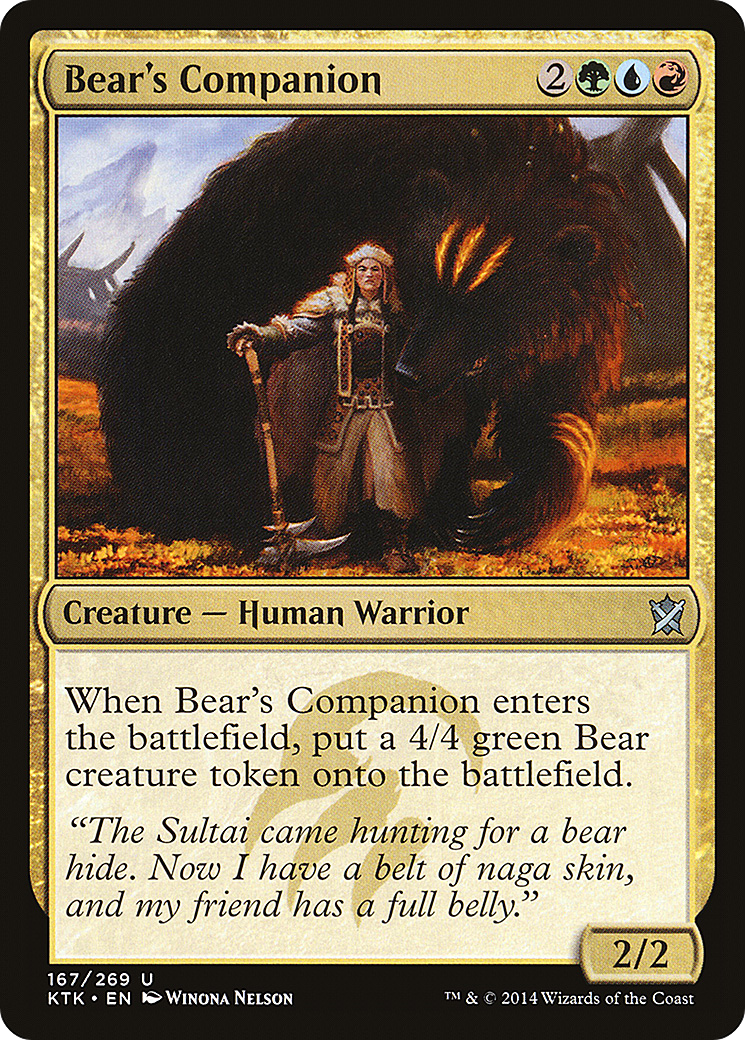 Bear's Companion 2
Creature — Human Warrior
When Bear's Companion enters
the battlefield, put a 4/4 green Bear
creature token onto the battlefield.
“The Sultai came hunting for a bear
hide. Now I have a belt of naga skin,
and my friend has a full belly.”
2/2
167/269 U
KTK • EN Winona Nelson
™ & © 2014 Wizards of the Coast